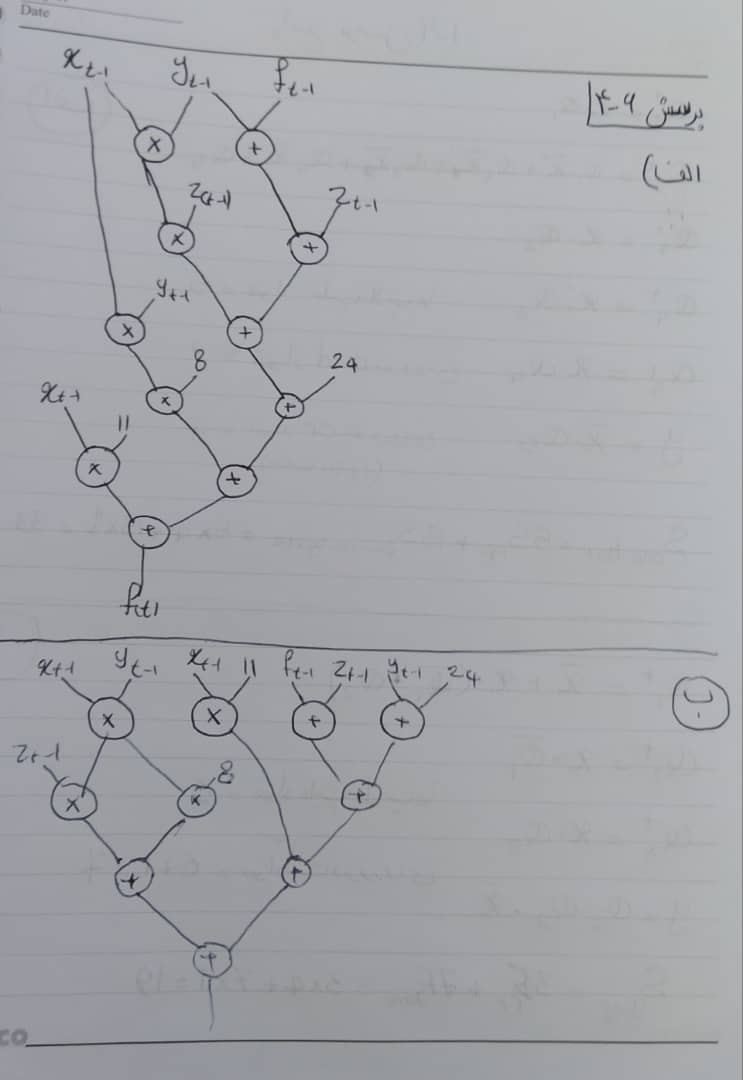 Date
x_{t-1} y_{t-1} f_{t-1}
پرسش ۹-۴
الف)
× +
z_{(t-1)} z_{t-1}
× +
y_{t-1}
× +
8 24
× +
x_{t-1} 11
× +
+
f_{(t)}
x_{t-1} y_{t-1} x_{t-1} 11 f_{t-1} z_{t-1} y_{t-1} 24
ب
× × + +
z_{t-1} 8
× × +
+ +
+
CO